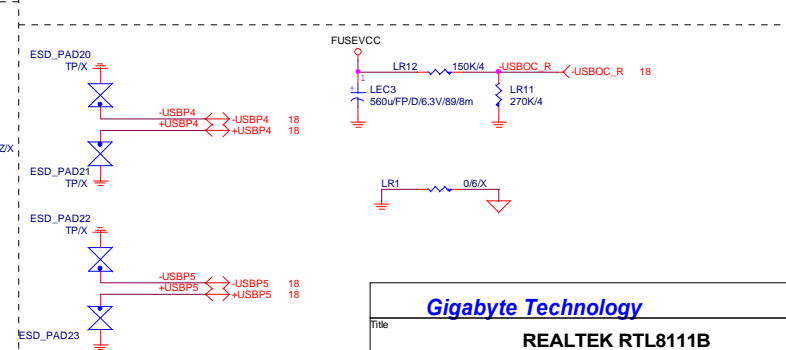 FUSEVCC
ESD_PAD20
TP/X
LR12 150K/4 -USBOC_R -USBOC_R 18
1
+ LEC3
560u/FP/D/6.3V/89/8m
LR11
270K/4
-USBP4 -USBP4 18
+USBP4 +USBP4 18
Z/X
ESD_PAD21
TP/X
LR1 0/6/X
ESD_PAD22
TP/X
-USBP5 -USBP5 18
+USBP5 +USBP5 18
ESD_PAD23
Gigabyte Technology
Title
REALTEK RTL8111B